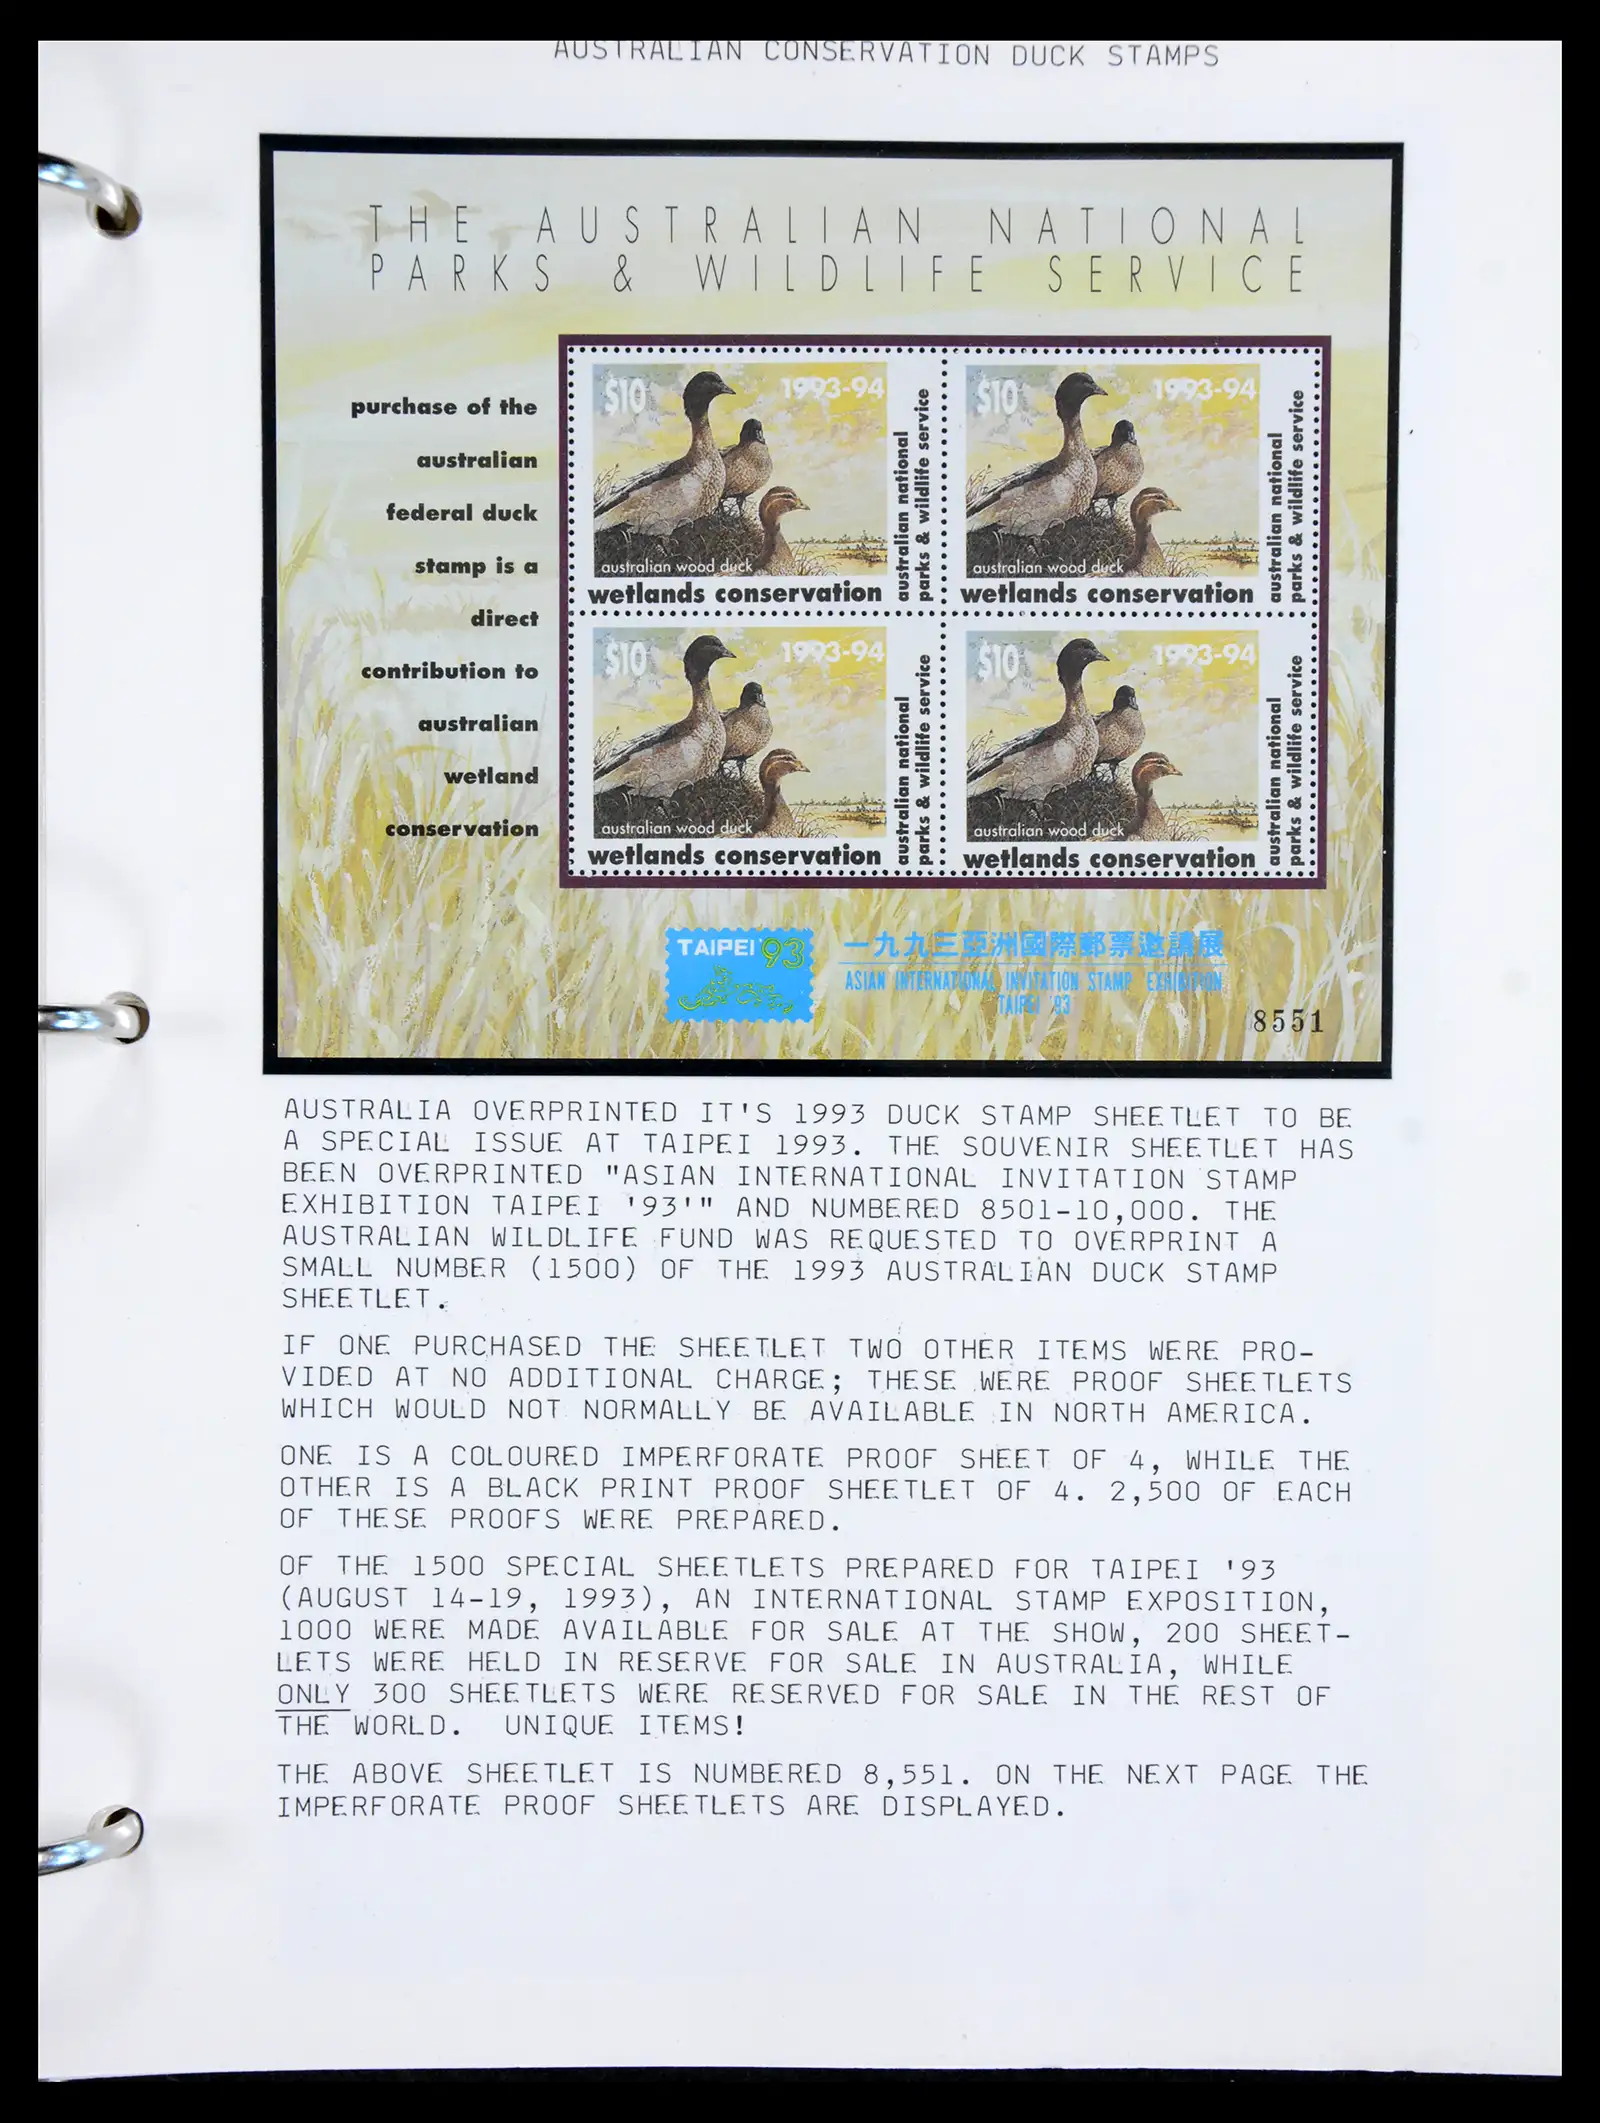 AUSTRALIAN CONSERVATION DUCK STAMPS
THE AUSTRALIAN NATIONAL
PARKS & WILDLIFE SERVICE
purchase of the
australian
federal duck
stamp is a
direct
contribution to
australian
wetland
conservation
$10 1993-94
australian wood duck
wetlands conservation
australian national
parks & wildlife service
$10 1993-94
australian wood duck
wetlands conservation
australian national
parks & wildlife service
$10 1993-94
australian wood duck
wetlands conservation
australian national
parks & wildlife service
$10 1993-94
australian wood duck
wetlands conservation
australian national
parks & wildlife service
TAIPEI '93
一九九三亞洲國際郵票邀請展
ASIAN INTERNATIONAL INVITATION STAMP EXHIBITION
TAIPEI '93
8551
AUSTRALIA OVERPRINTED IT'S 1993 DUCK STAMP SHEETLET TO BE
A SPECIAL ISSUE AT TAIPEI 1993. THE SOUVENIR SHEETLET HAS
BEEN OVERPRINTED "ASIAN INTERNATIONAL INVITATION STAMP
EXHIBITION TAIPEI '93'" AND NUMBERED 8501-10,000. THE
AUSTRALIAN WILDLIFE FUND WAS REQUESTED TO OVERPRINT A
SMALL NUMBER (1500) OF THE 1993 AUSTRALIAN DUCK STAMP
SHEETLET.
IF ONE PURCHASED THE SHEETLET TWO OTHER ITEMS WERE PRO-
VIDED AT NO ADDITIONAL CHARGE; THESE WERE PROOF SHEETLETS
WHICH WOULD NOT NORMALLY BE AVAILABLE IN NORTH AMERICA.
ONE IS A COLOURED IMPERFORATE PROOF SHEET OF 4, WHILE THE
OTHER IS A BLACK PRINT PROOF SHEETLET OF 4. 2,500 OF EACH
OF THESE PROOFS WERE PREPARED.
OF THE 1500 SPECIAL SHEETLETS PREPARED FOR TAIPEI '93
(AUGUST 14-19, 1993), AN INTERNATIONAL STAMP EXPOSITION,
1000 WERE MADE AVAILABLE FOR SALE AT THE SHOW, 200 SHEET-
LETS WERE HELD IN RESERVE FOR SALE IN AUSTRALIA, WHILE
ONLY 300 SHEETLETS WERE RESERVED FOR SALE IN THE REST OF
THE WORLD. UNIQUE ITEMS!
THE ABOVE SHEETLET IS NUMBERED 8,551. ON THE NEXT PAGE THE
IMPERFORATE PROOF SHEETLETS ARE DISPLAYED.